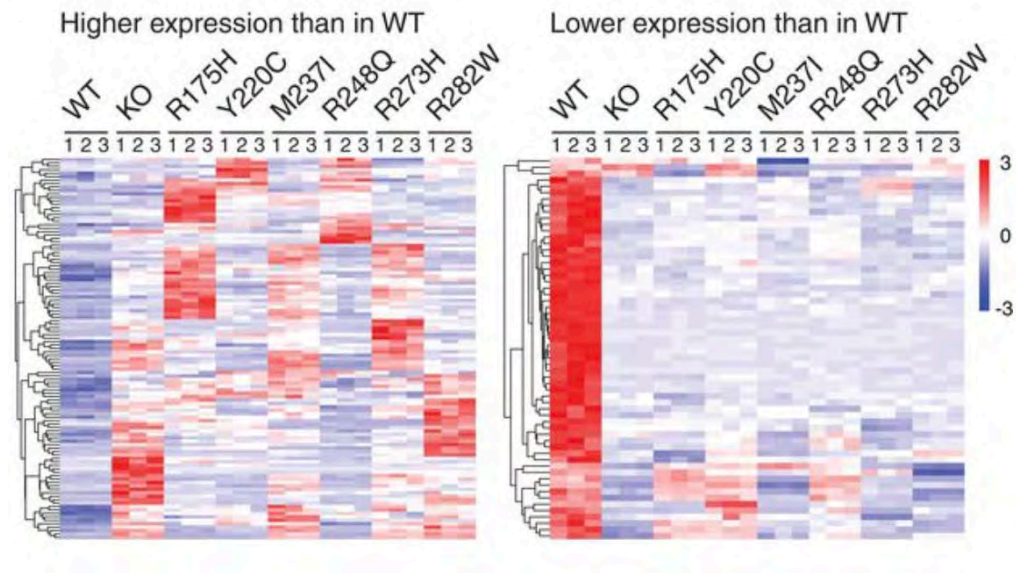 Higher expression than in WT
WT KO R175H Y220C M237I R248Q R273H R282W
1 2 3 1 2 3 1 2 3 1 2 3 1 2 3 1 2 3 1 2 3 1 2 3
Lower expression than in WT
WT KO R175H Y220C M237I R248Q R273H R282W
1 2 3 1 2 3 1 2 3 1 2 3 1 2 3 1 2 3 1 2 3 1 2 3
3
0
-3